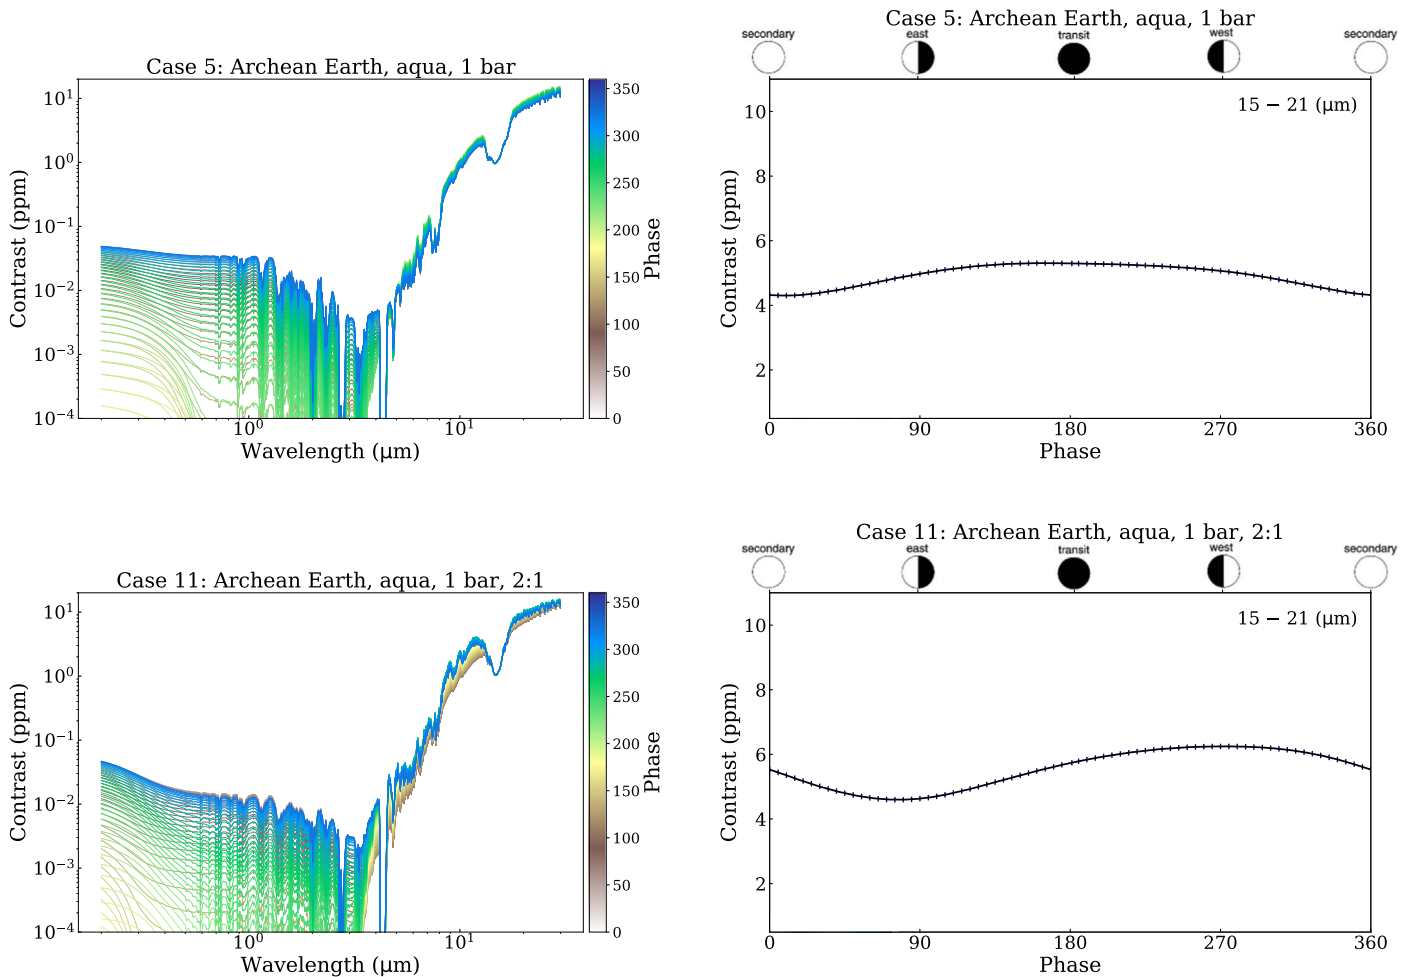 Case 5: Archean Earth, aqua, 1 bar
10^1
10^0
10^-1
10^-2
10^-3
10^-4
Contrast (ppm)
10^0
10^1
Wavelength (μm)
350
300
250
200
150
100
50
0
Phase
Case 5: Archean Earth, aqua, 1 bar
secondary
east
transit
west
secondary
15 − 21 (μm)
10
8
6
4
2
Contrast (ppm)
0
90
180
270
360
Phase
Case 11: Archean Earth, aqua, 1 bar, 2:1
10^1
10^0
10^-1
10^-2
10^-3
10^-4
Contrast (ppm)
10^0
10^1
Wavelength (μm)
350
300
250
200
150
100
50
0
Phase
Case 11: Archean Earth, aqua, 1 bar, 2:1
secondary
east
transit
west
secondary
15 − 21 (μm)
10
8
6
4
2
Contrast (ppm)
0
90
180
270
360
Phase